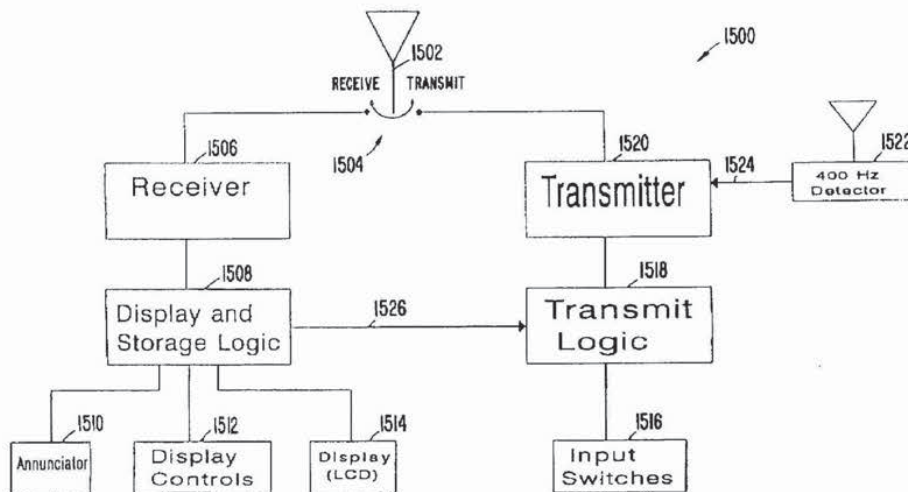 1502
1500
RECEIVE TRANSMIT
1504
1506
Receiver
1520
Transmitter
1522
1524
400 Hz
Detector
1508
Display and
Storage Logic
1526
1518
Transmit
Logic
1510
Annunciator
1512
Display
Controls
1514
Display
(LCD)
1516
Input
Switches